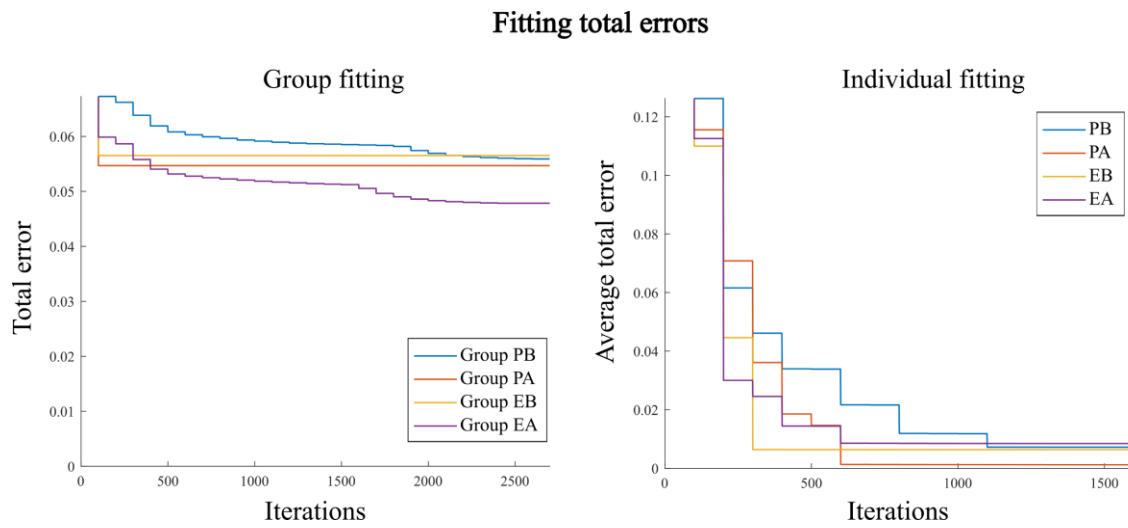 Fitting total errors
Group fitting
Total error
0.06
0.05
0.04
0.03
0.02
0.01
0
0
500
1000
1500
2000
2500
Iterations
Group PB
Group PA
Group EB
Group EA
Individual fitting
Average total error
0.12
0.1
0.08
0.06
0.04
0.02
0
0
500
1000
1500
Iterations
PB
PA
EB
EA